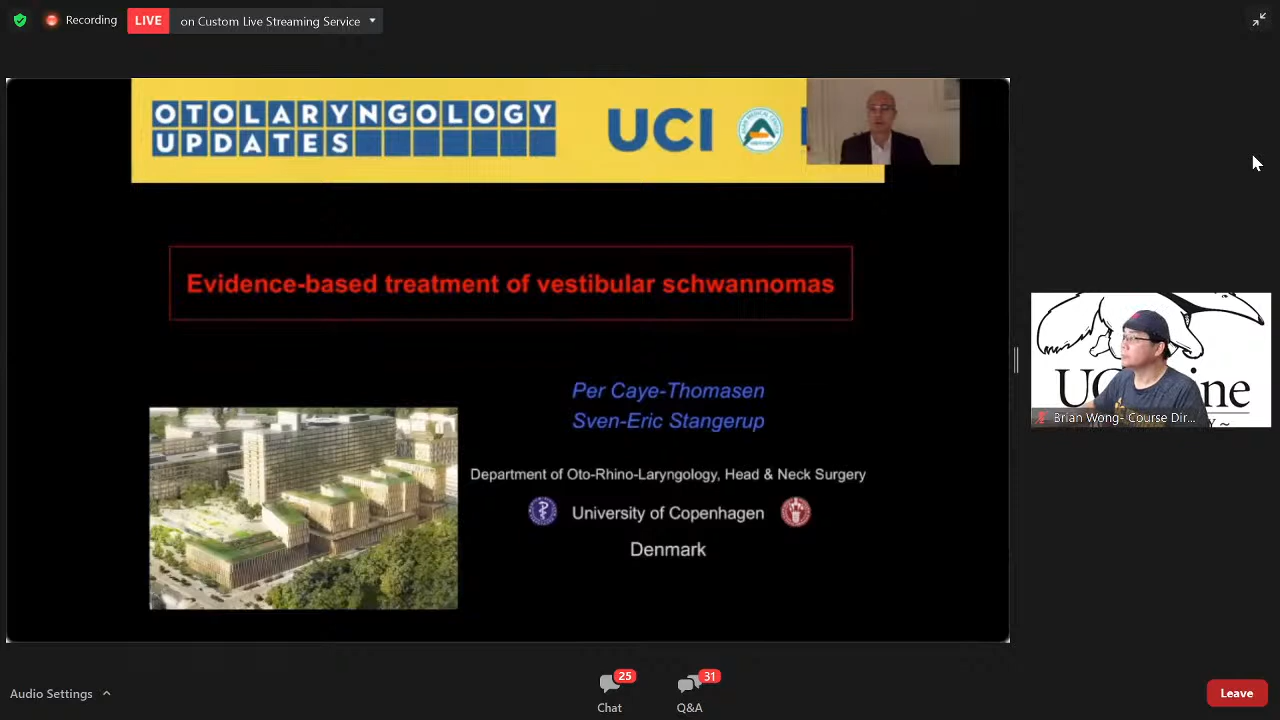 Recording
LIVE
on Custom Live Streaming Service
OTOLARYNGOLOGY
UPDATES
UCI
Evidence-based treatment of vestibular schwannomas
Per Caye-Thomasen
Sven-Eric Stangerup
Department of Oto-Rhino-Laryngology, Head & Neck Surgery
University of Copenhagen
Denmark
Brian Wong- Course Dir...
Audio Settings
25
Chat
31
Q&A
Leave